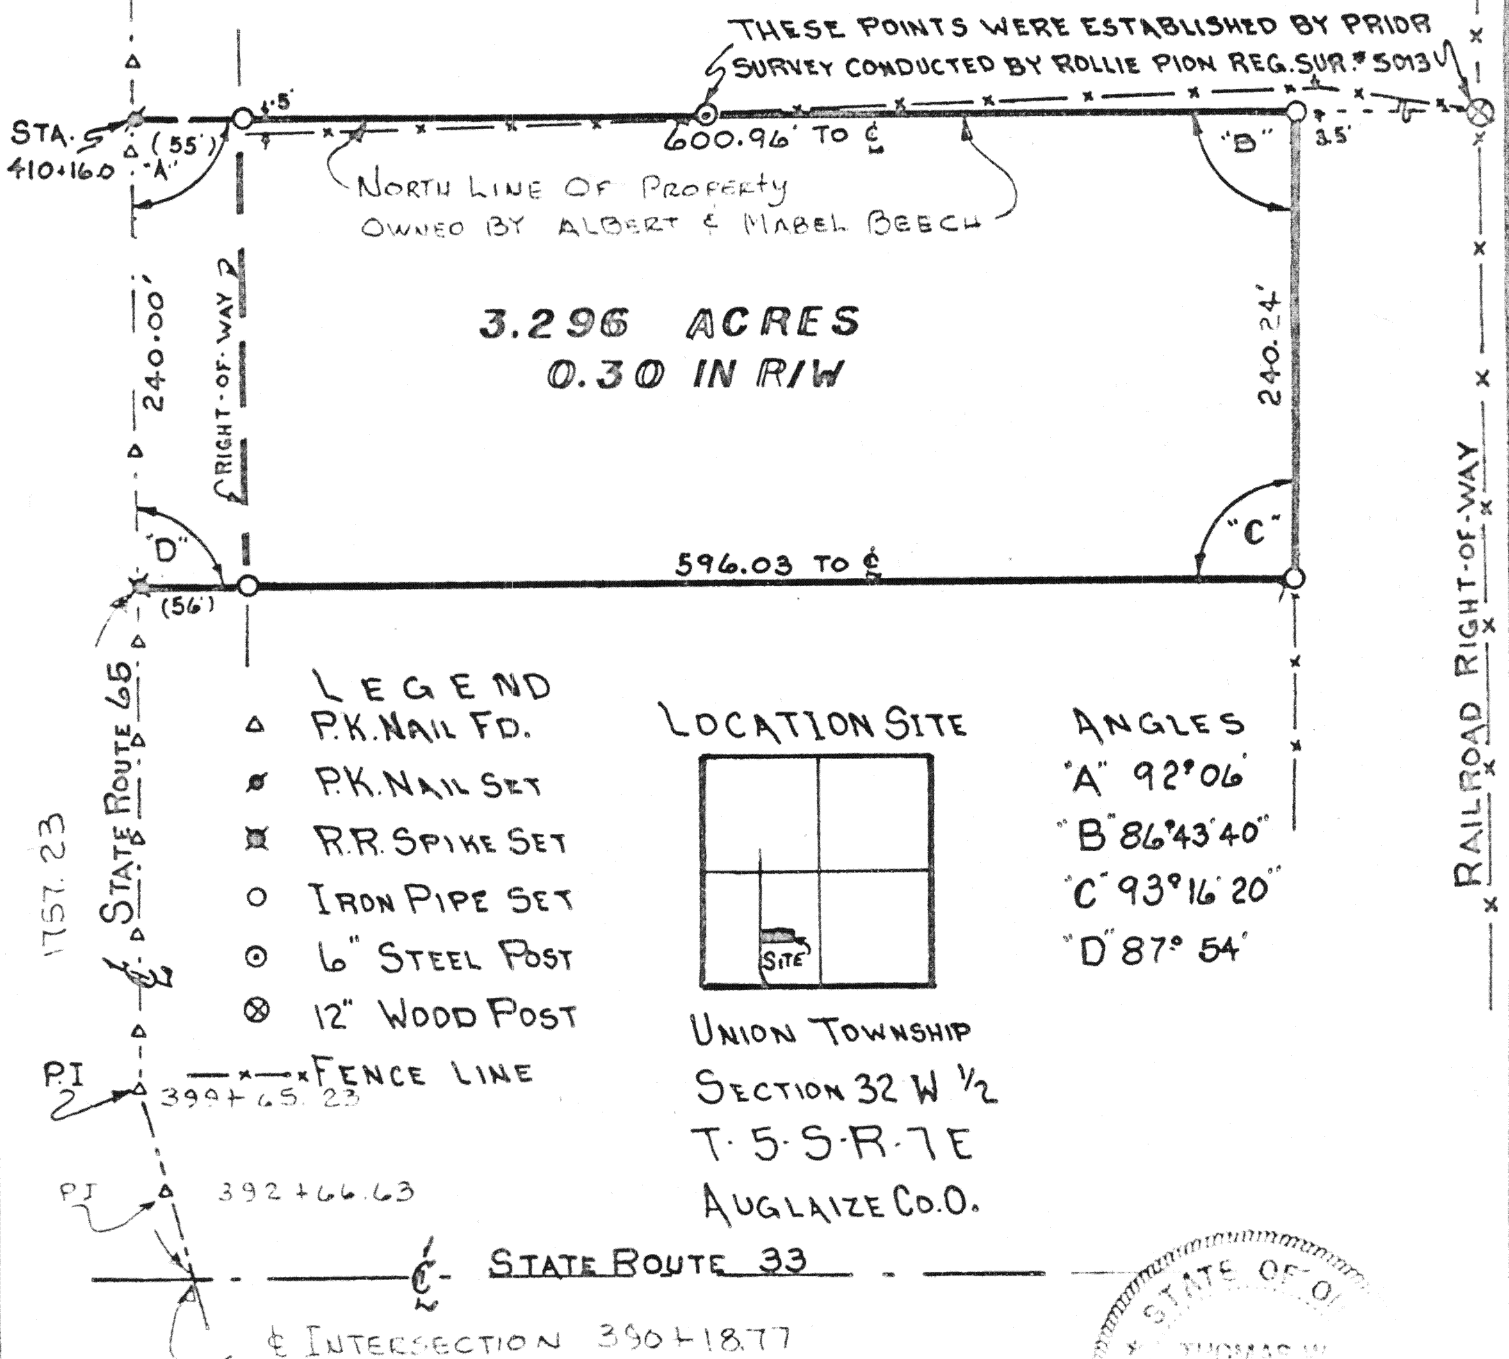 THESE POINTS WERE ESTABLISHED BY PRIOR
SURVEY CONDUCTED BY ROLLIE PION REG.SUR.# 5013
STA.
410+16.0
(55')
"A"
.5'
600.96' TO ℄
"B"
3.5'
NORTH LINE OF PROPERTY
OWNED BY ALBERT & MABEL BEECH
240.00'
RIGHT-OF-WAY
3.296 ACRES
0.30 IN R/W
240.24'
RAILROAD RIGHT-OF-WAY
"D"
"C"
596.03 TO ℄
(56')
STATE ROUTE 65
℄
1757.23
LEGEND
P.K. NAIL FD.
P.K. NAIL SET
R.R. SPIKE SET
IRON PIPE SET
6" STEEL POST
12" WOOD POST
FENCE LINE
LOCATION SITE
SITE
UNION TOWNSHIP
SECTION 32 W ½
T. 5-S-R-7E
AUGLAIZE CO.O.
ANGLES
"A" 92°06'
"B" 86°43'40"
"C" 93°16'20"
"D" 87° 54'
P.I
399+65.23
PI
392+66.63
℄ STATE ROUTE 33
℄ INTERSECTION 390+18.77
STATE OF O
THOMAS W